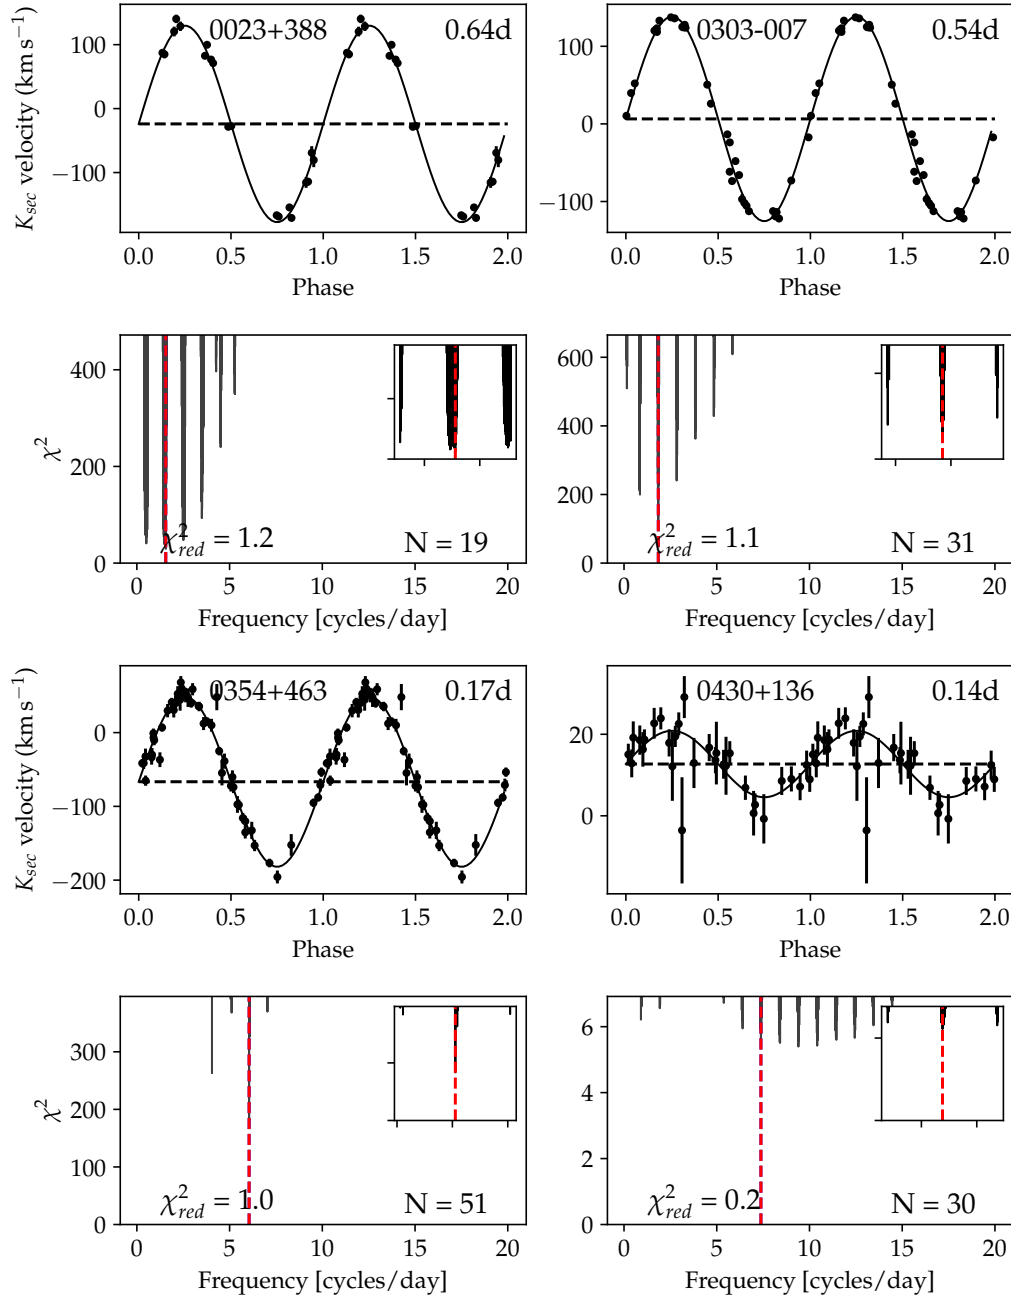 0023+388 0.64d
100
0
−100
K_sec velocity (km s⁻¹)
0.0 0.5 1.0 1.5 2.0
Phase
0303-007 0.54d
100
0
−100
0.0 0.5 1.0 1.5 2.0
Phase
400
200
0
χ²
χ²_red = 1.2 N = 19
0 5 10 15 20
Frequency [cycles/day]
600
400
200
0
χ²_red = 1.1 N = 31
0 5 10 15 20
Frequency [cycles/day]
0354+463 0.17d
0
−100
−200
K_sec velocity (km s⁻¹)
0.0 0.5 1.0 1.5 2.0
Phase
0430+136 0.14d
20
0
0.0 0.5 1.0 1.5 2.0
Phase
300
200
100
0
χ²
χ²_red = 1.0 N = 51
0 5 10 15 20
Frequency [cycles/day]
6
4
2
0
χ²_red = 0.2 N = 30
0 5 10 15 20
Frequency [cycles/day]